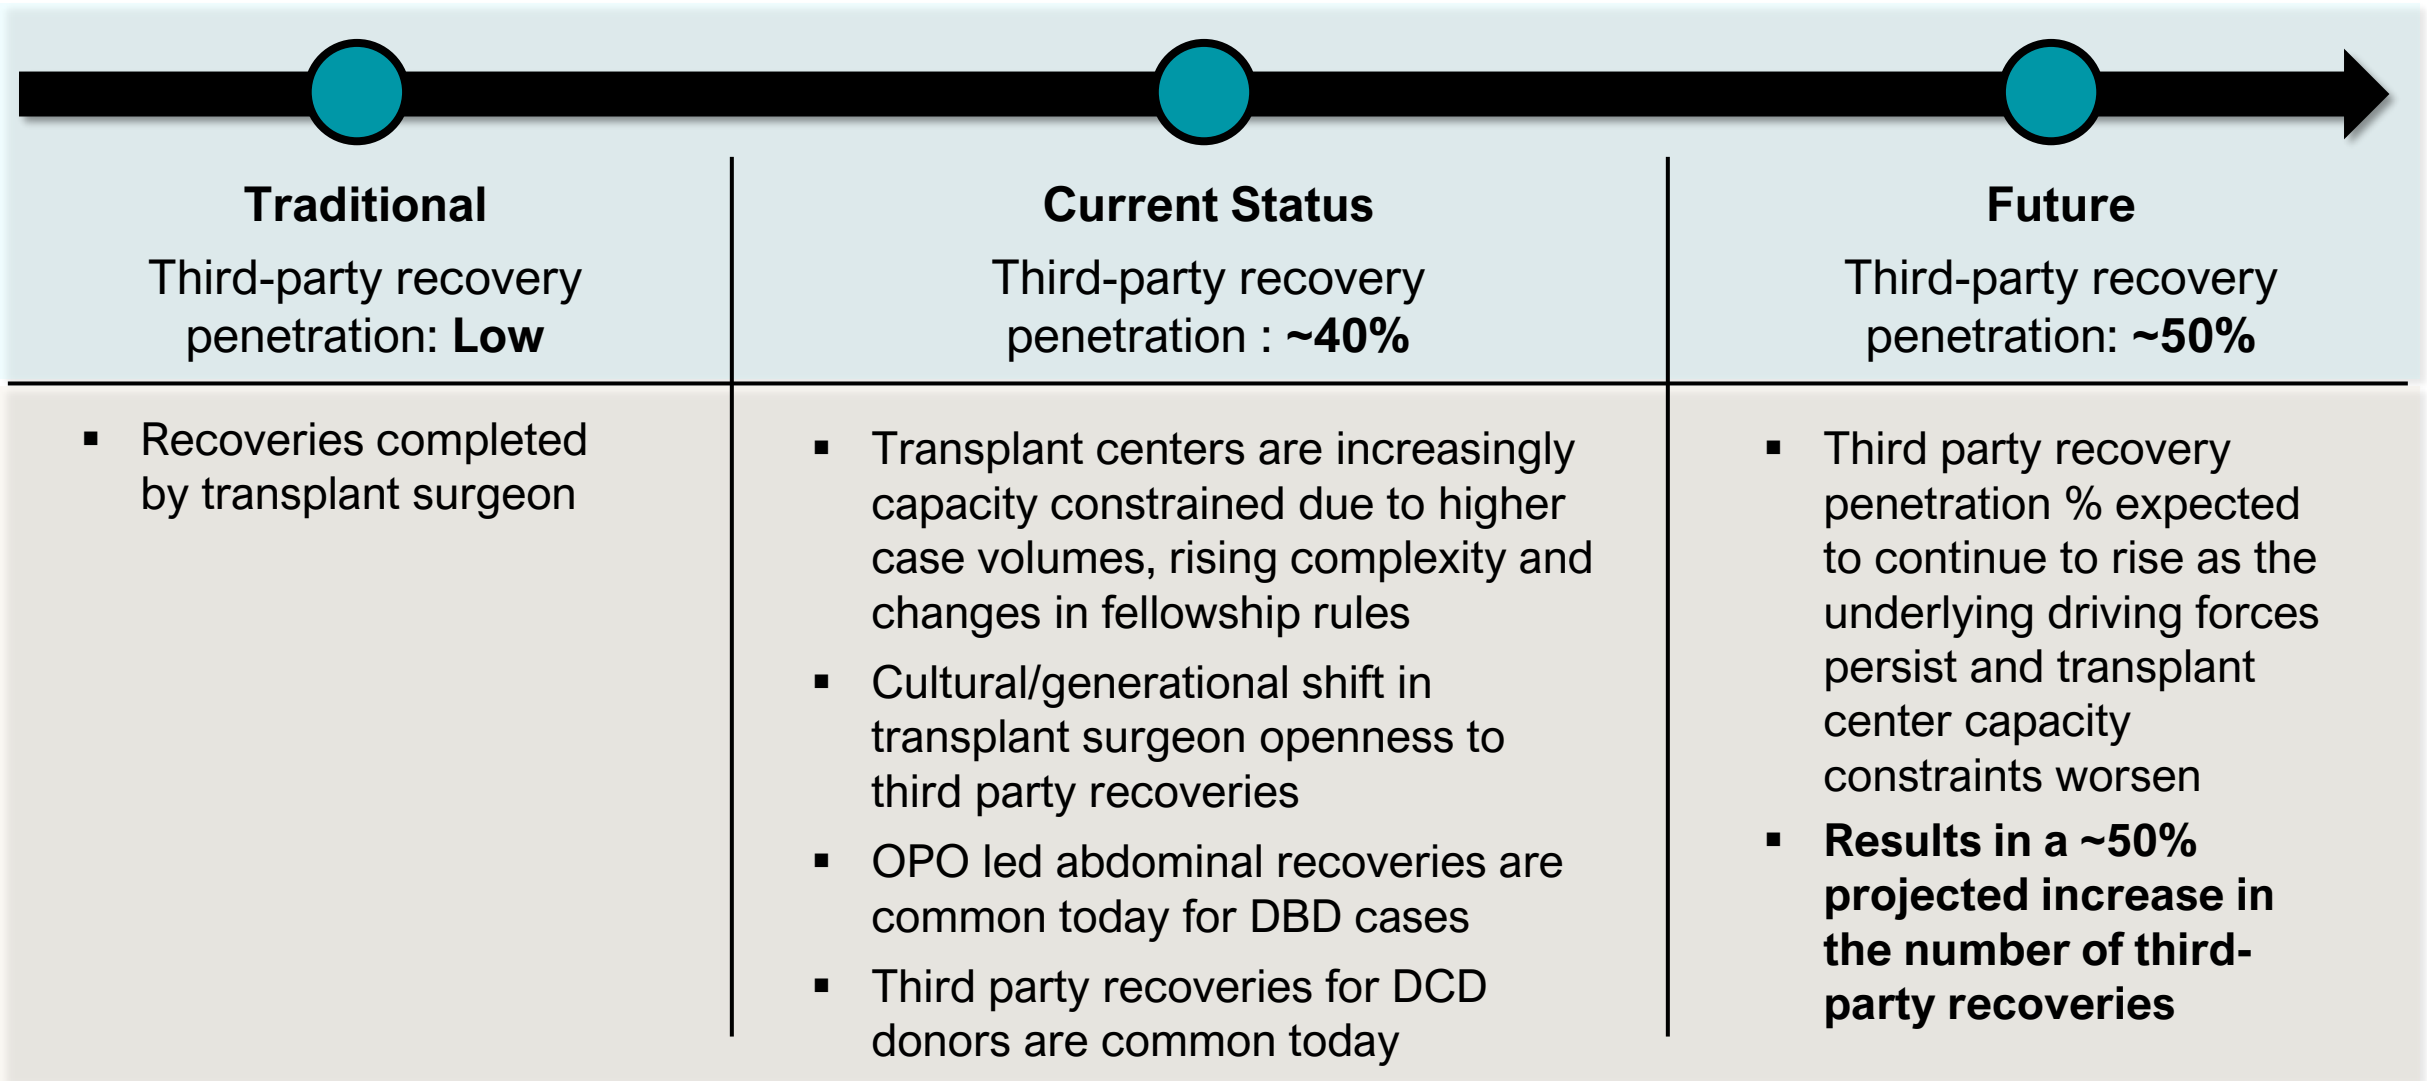 Traditional
Third-party recovery
penetration: Low
▪ Recoveries completed
by transplant surgeon
Current Status
Third-party recovery
penetration : ~40%
▪ Transplant centers are increasingly
capacity constrained due to higher
case volumes, rising complexity and
changes in fellowship rules
▪ Cultural/generational shift in
transplant surgeon openness to
third party recoveries
▪ OPO led abdominal recoveries are
common today for DBD cases
▪ Third party recoveries for DCD
donors are common today
Future
Third-party recovery
penetration: ~50%
▪ Third party recovery
penetration % expected
to continue to rise as the
underlying driving forces
persist and transplant
center capacity
constraints worsen
▪ Results in a ~50%
projected increase in
the number of third-
party recoveries